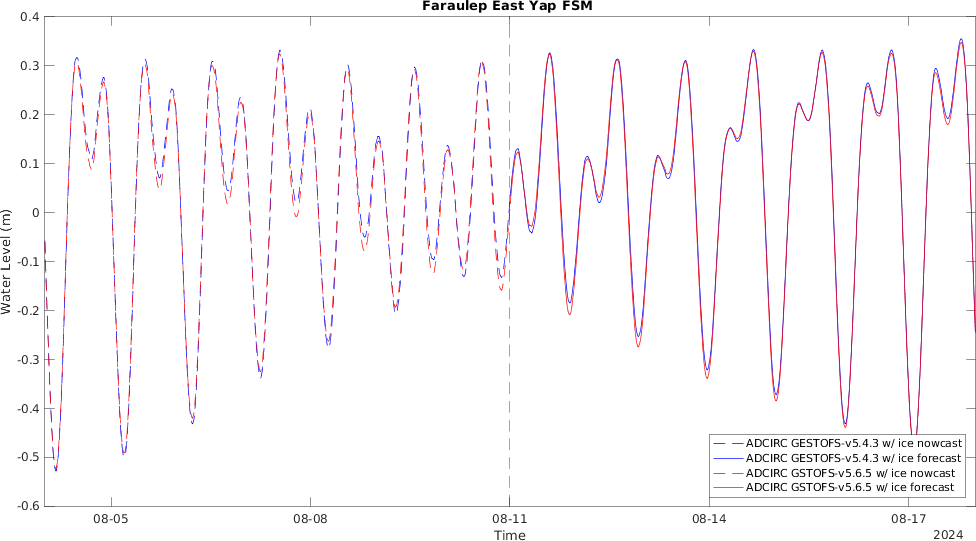 Faraulep East Yap FSM
0.4
0.3
0.2
0.1
0
-0.1
-0.2
-0.3
-0.4
-0.5
-0.6
Water Level (m)
ADCIRC GESTOFS-v5.4.3 w/ ice nowcast
ADCIRC GESTOFS-v5.4.3 w/ ice forecast
ADCIRC GSTOFS-v5.6.5 w/ ice nowcast
ADCIRC GSTOFS-v5.6.5 w/ ice forecast
08-05 08-08 08-11 08-14 08-17
Time
2024